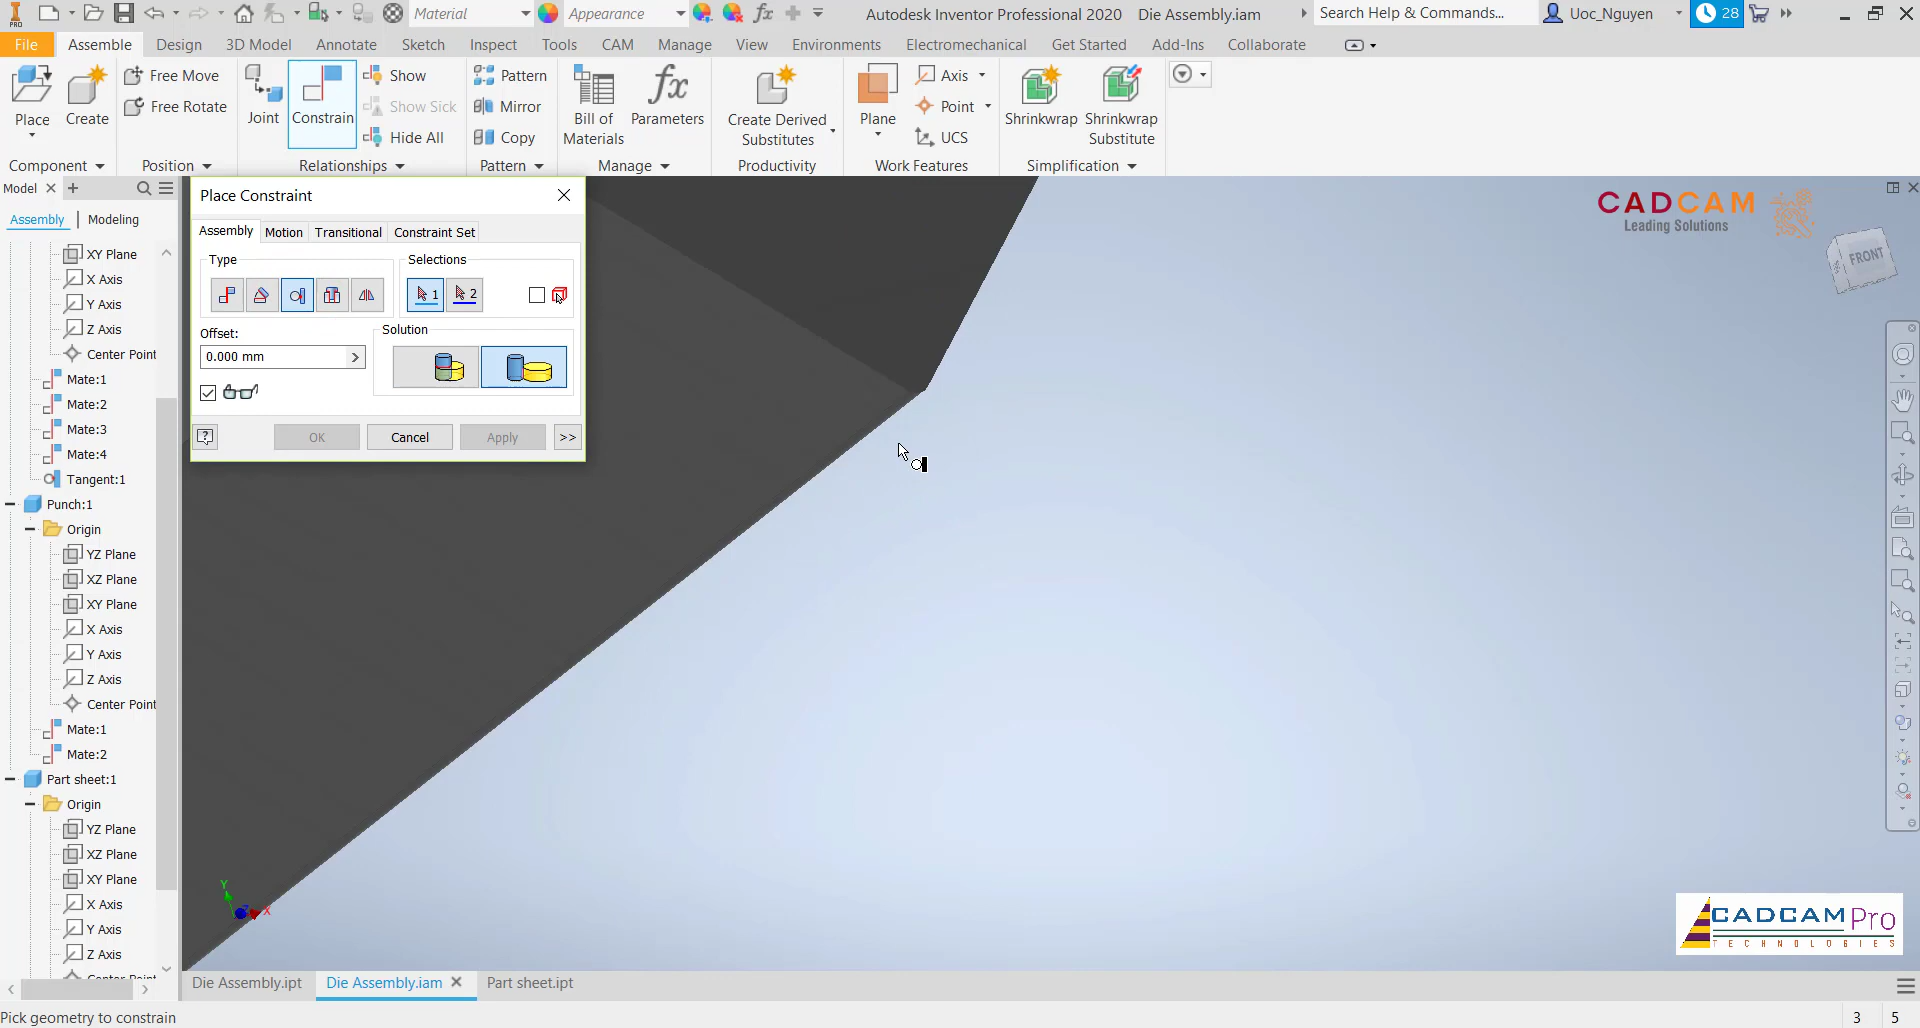 Material
Appearance
Autodesk Inventor Professional 2020 Die Assembly.iam
Search Help & Commands...
Uoc_Nguyen
28
PRO
File Assemble Design 3D Model Annotate Sketch Inspect Tools CAM Manage View Environments Electromechanical Get Started Add-Ins Collaborate
Place
Create
Component
Free Move
Free Rotate
Position
Joint
Constrain
Show
Show Sick
Hide All
Relationships
Pattern
Mirror
Copy
Pattern
Bill of
Materials
Parameters
Manage
Create Derived
Substitutes
Productivity
Plane
Axis
Point
UCS
Work Features
Shrinkwrap
Shrinkwrap
Substitute
Simplification
Model
Assembly | Modeling
XY Plane
X Axis
Y Axis
Z Axis
Center Point
Mate:1
Mate:2
Mate:3
Mate:4
Tangent:1
Punch:1
Origin
YZ Plane
XZ Plane
XY Plane
X Axis
Y Axis
Z Axis
Center Point
Mate:1
Mate:2
Part sheet:1
Origin
YZ Plane
XZ Plane
XY Plane
X Axis
Y Axis
Z Axis
Place Constraint
Assembly Motion Transitional Constraint Set
Type
Selections
1
2
Offset:
0.000 mm
Solution
OK
Cancel
Apply
>>
CADCAM
Leading Solutions
FRONT
Y
X
CADCAM Pro
TECHNOLOGIES
Die Assembly.ipt Die Assembly.iam Part sheet.ipt
Pick geometry to constrain
3 5